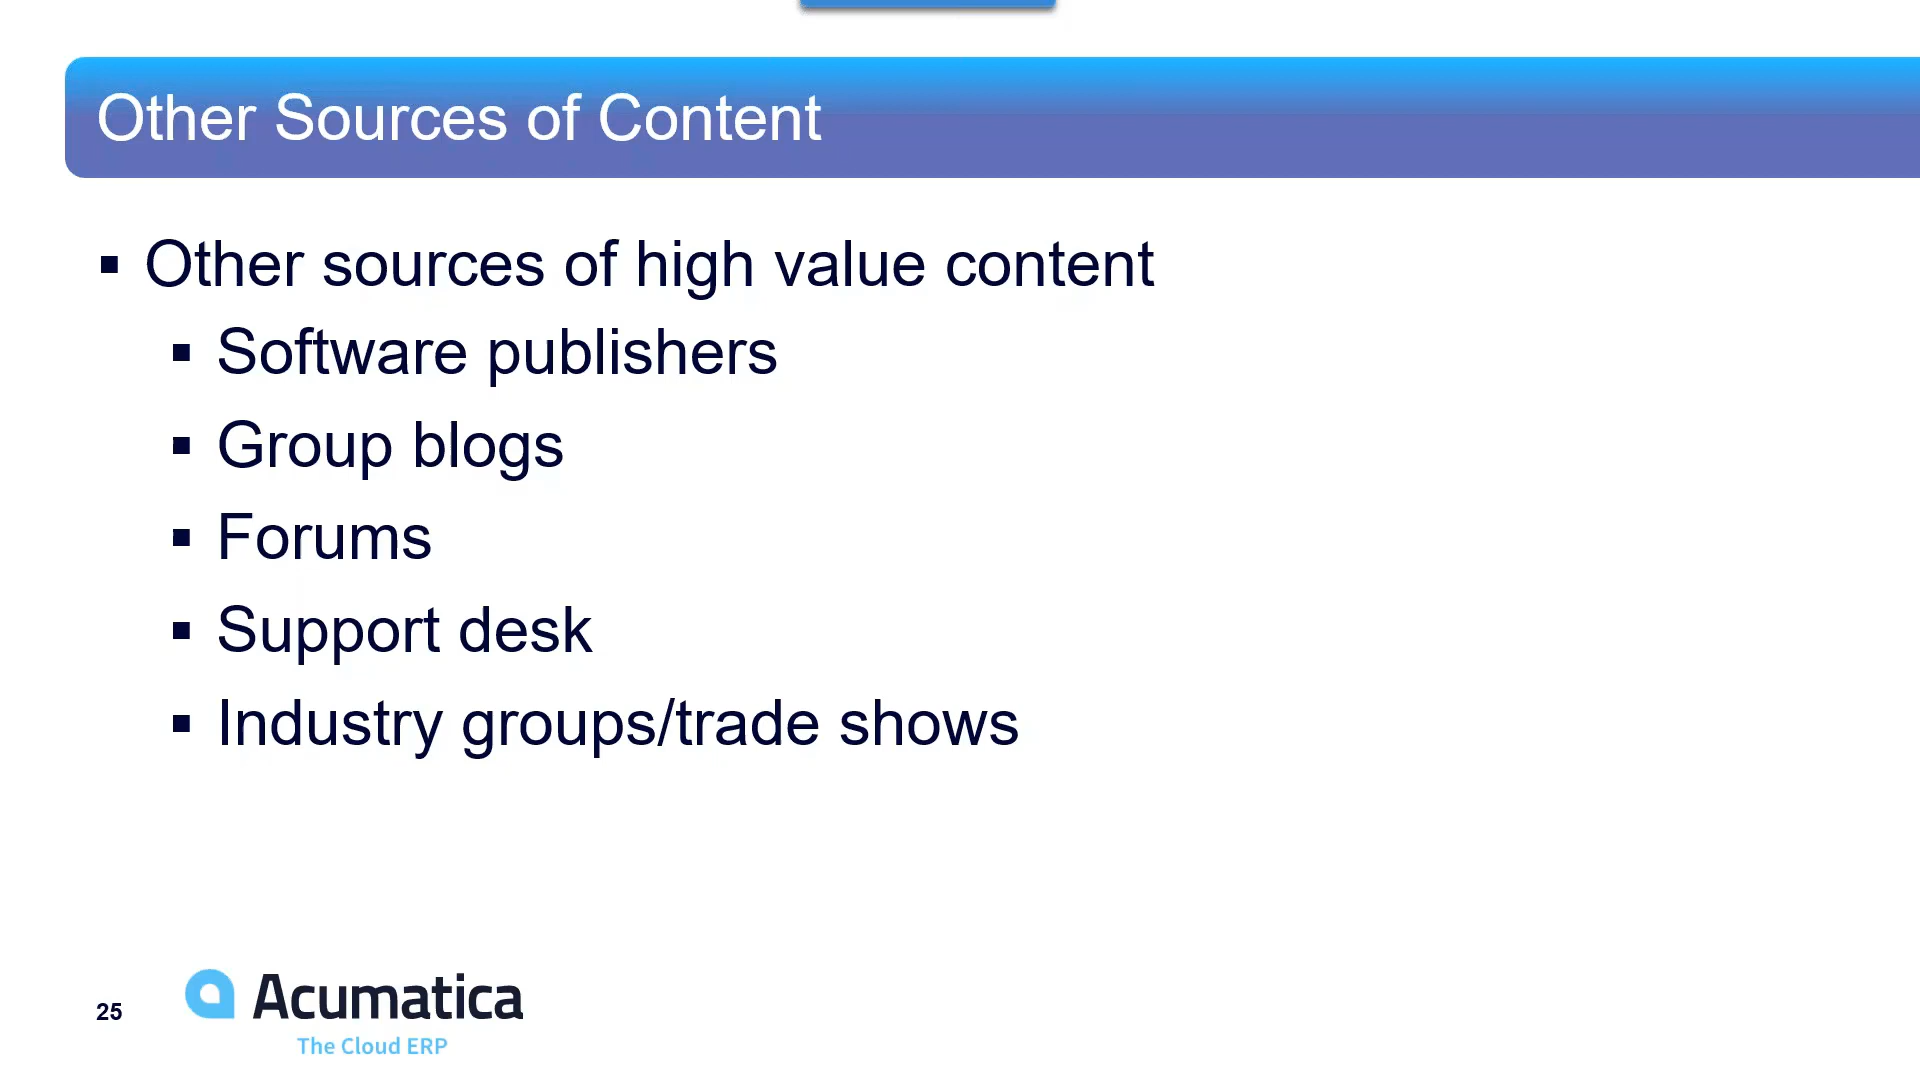 Other Sources of Content
Other sources of high value content
Software publishers
Group blogs
Forums
Support desk
Industry groups/trade shows
25
Acumatica
The Cloud ERP